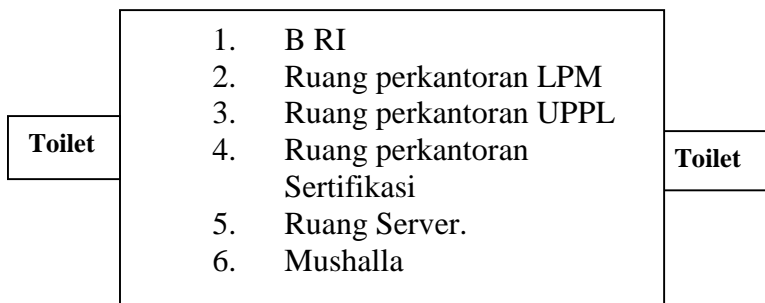 1. B RI
2. Ruang perkantoran LPM
3. Ruang perkantoran UPPL
Toilet
4. Ruang perkantoran
Sertifikasi
Toilet
5. Ruang Server.
6. Mushalla